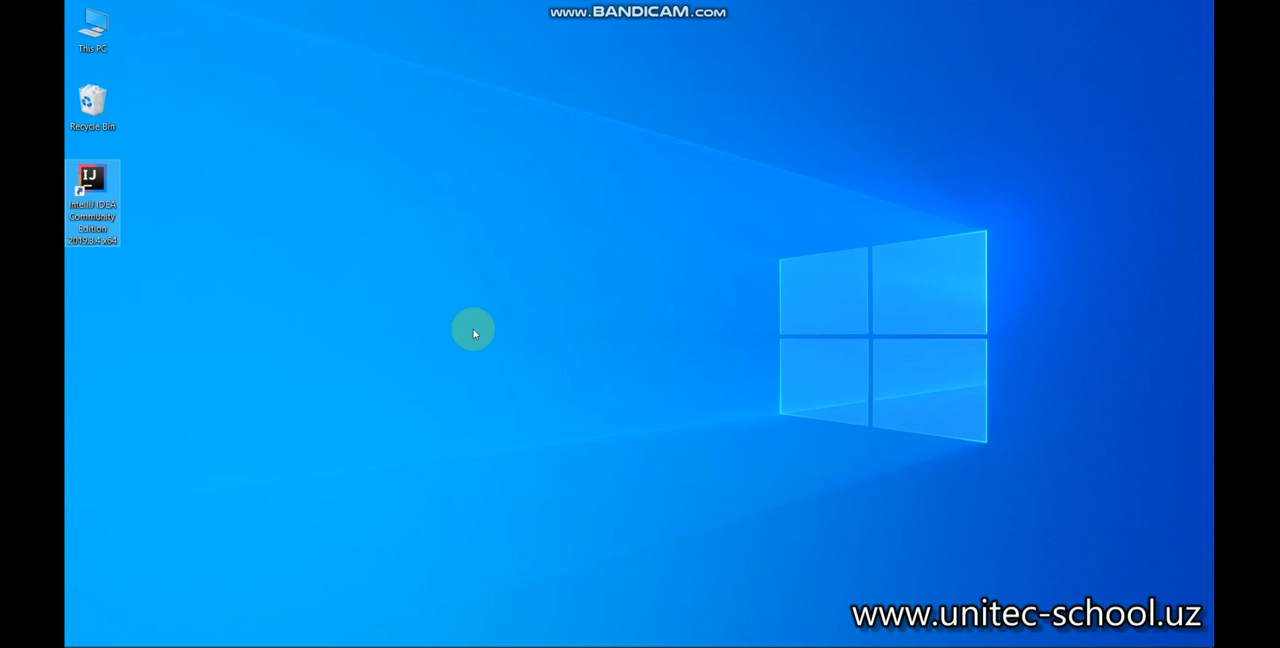 www.BANDICAM.com
This PC
Recycle Bin
IJ
IntelliJ IDEA
Community
Edition
2019.3.4 x64
www.unitec-school.uz